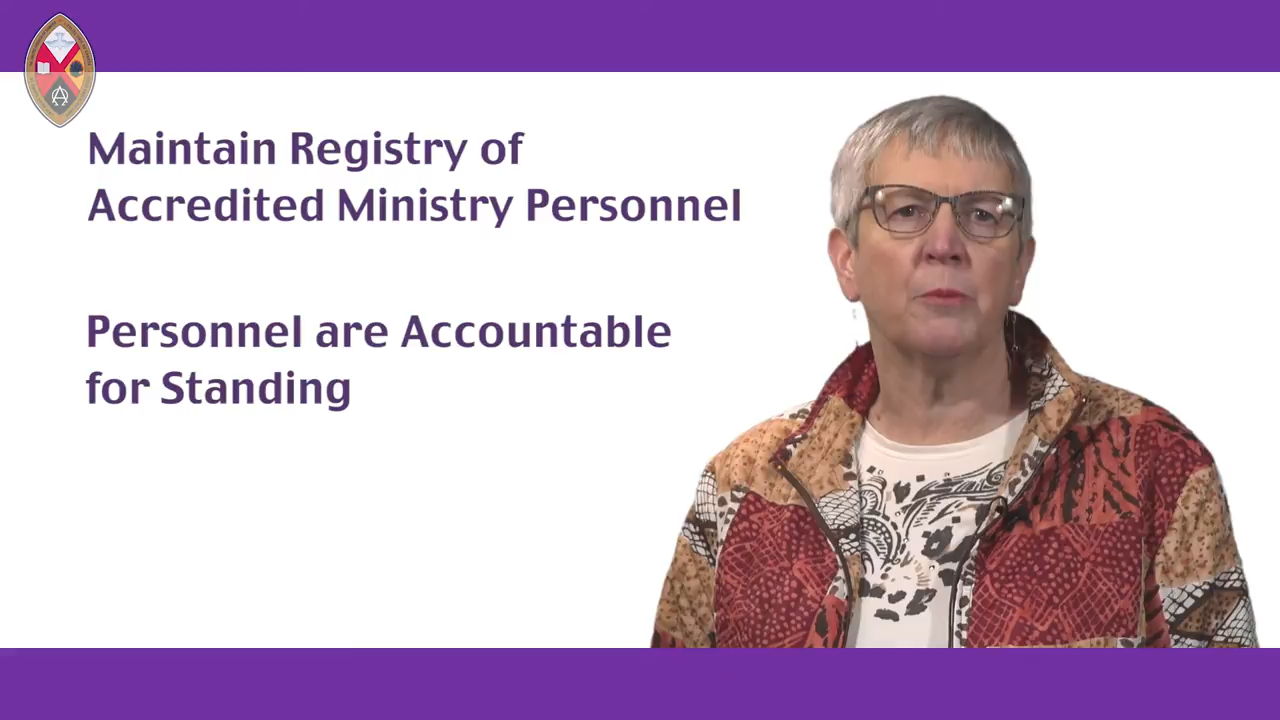 Maintain Registry of
Accredited Ministry Personnel
Personnel are Accountable
for Standing